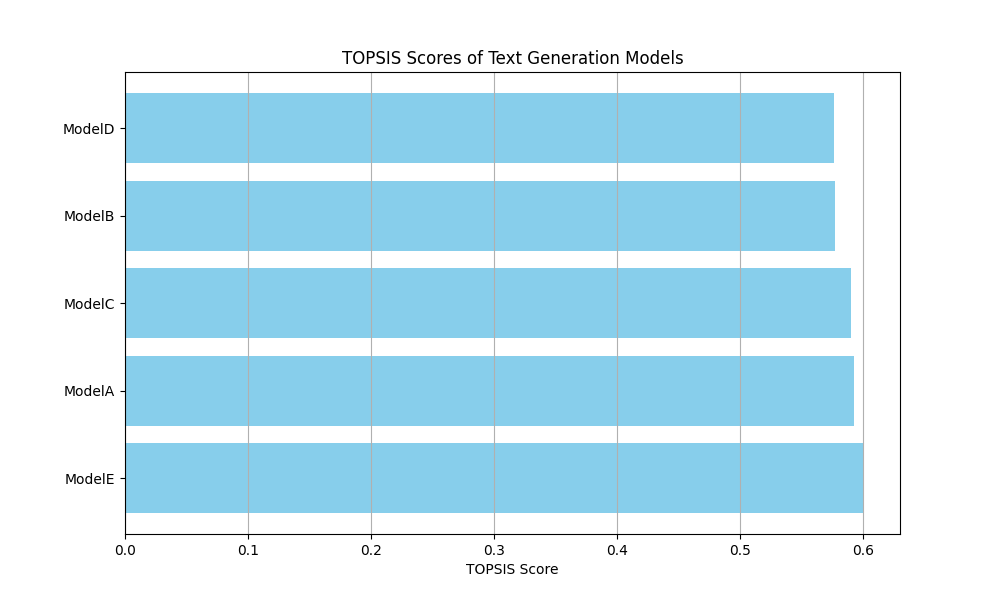 TOPSIS Scores of Text Generation Models
ModelD
ModelB
ModelC
ModelA
ModelE
0.0 0.1 0.2 0.3 0.4 0.5 0.6
TOPSIS Score